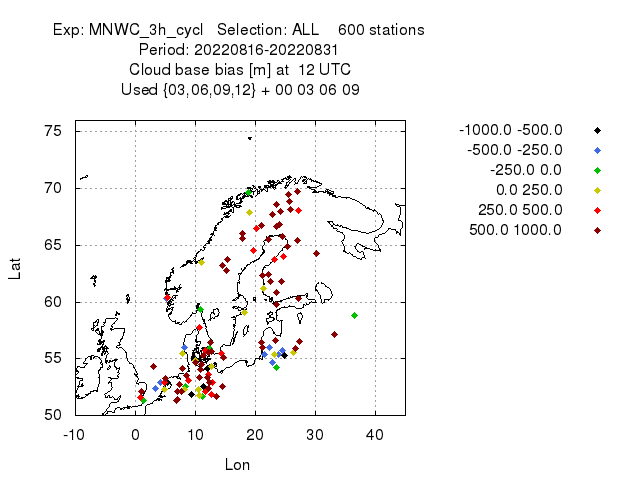 Exp: MNWC_3h_cycl   Selection: ALL    600 stations
Period: 20220816-20220831
Cloud base bias [m] at  12 UTC
Used {03,06,09,12} + 00 03 06 09
-1000.0 -500.0
-500.0 -250.0
-250.0 0.0
0.0 250.0
250.0 500.0
500.0 1000.0
75
70
65
60
55
50
Lat
-10 0 10 20 30 40
Lon